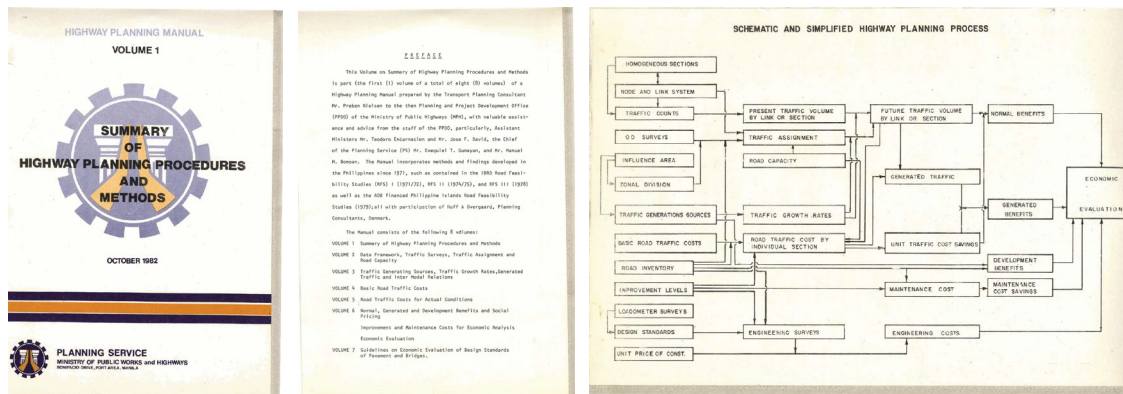 HIGHWAY PLANNING MANUAL
VOLUME 1
SUMMARY
OF
HIGHWAY PLANNING PROCEDURES
AND
METHODS
OCTOBER 1982
PLANNING SERVICE
MINISTRY OF PUBLIC WORKS and HIGHWAYS
BONIFACIO DRIVE, PORT AREA, MANILA
PREFACE
This Volume on Summary of Highway Planning Procedures and Methods
is part (the first (1) volume of a total of eight (8) volumes) of a
Highway Planning Manual prepared by the Transport Planning Consultant
Mr. Preben Nielsen to the then Planning and Project Development Office
(PPDO) of the Ministry of Public Highways (MPH), with valuable assist-
ance and advice from the staff of the PPDO, particularly, Assistant
Ministers Mr. Teodoro Encarnacion and Mr. Jose F. David, the Chief
of the Planning Service (PS) Mr. Exequiel T. Gumayan, and Mr. Manuel
M. Bonoan. The Manual incorporates methods and findings developed in
the Philippines since 1971, such as contained in the IBRD Road Feasi-
bility Studies (RFS) I (1971/72), RFS II (1974/75), and RFS III (1978)
as well as the ADB financed Philippine Islands Road Feasibility
Studies (1979);all with participation of Hoff & Overgaard, Planning
Consultants, Denmark.
The Manual consists of the following 8 volumes:
VOLUME 1 Summary of Highway Planning Procedures and Methods
VOLUME 2 Data Framework, Traffic Surveys, Traffic Assignment and
Road Capacity
VOLUME 3 Traffic Generating Sources, Traffic Growth Rates,Generated
Traffic and Inter Modal Relations
VOLUME 4 Basic Road Traffic Costs
VOLUME 5 Road Traffic Costs for Actual Conditions
VOLUME 6 Normal, Generated and Development Benefits and Social
Pricing
Improvement and Maintenance Costs for Economic Analysis
Economic Evaluation
VOLUME 7 Guidelines on Economic Evaluation of Design Standards
of Pavement and Bridges.
SCHEMATIC AND SIMPLIFIED HIGHWAY PLANNING PROCESS
HOMOGENEOUS SECTIONS
NODE AND LINK SYSTEM
TRAFFIC COUNTS
O.D SURVEYS
INFLUENCE AREA
ZONAL DIVISION
TRAFFIC GENERATIONS SOURCES
BASIC ROAD TRAFFIC COSTS
ROAD INVENTORY
IMPROVEMENT LEVELS
LOADOMETER SURVEYS
DESIGN STANDARDS
UNIT PRICE OF CONST.
PRESENT TRAFFIC VOLUME
BY LINK OR SECTION
TRAFFIC ASSIGNMENT
ROAD CAPACITY
TRAFFIC GROWTH RATES
ROAD TRAFFIC COST BY
INDIVIDUAL SECTION
ENGINEERING SURVEYS
FUTURE TRAFFIC VOLUME
BY LINK OR SECTION
GENERATED TRAFFIC
UNIT TRAFFIC COST SAVINGS
MAINTENANCE COST
ENGINEERING COSTS
NORMAL BENEFITS
GENERATED
BENEFITS
DEVELOPMENT
BENEFITS
MAINTENANCE
COST SAVINGS
ECONOMIC
EVALUATION